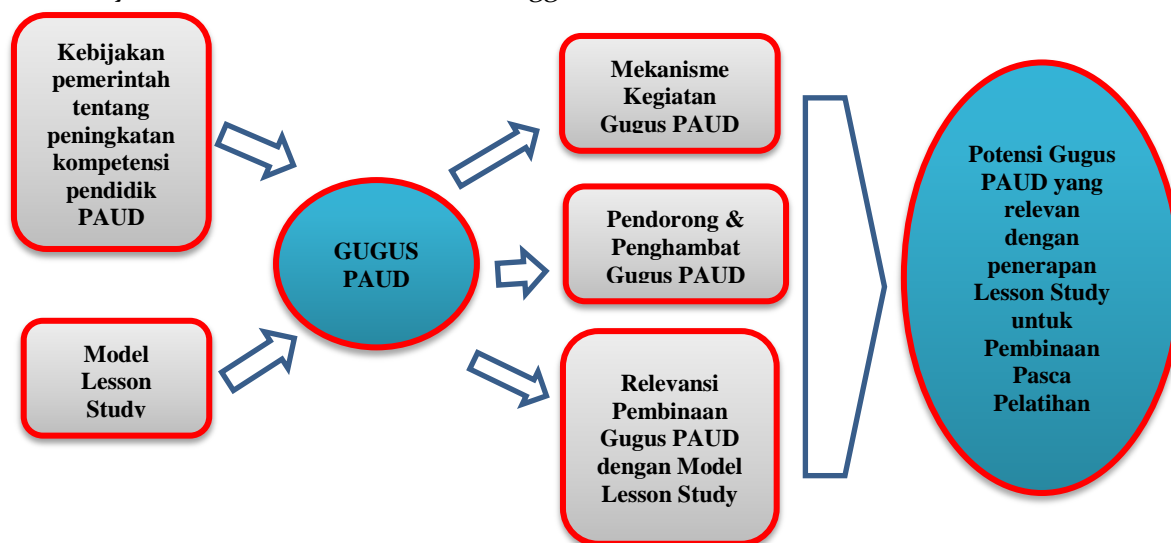 Kebijakan
pemerintah
tentang
peningkatan
kompetensi
pendidik
PAUD
Model
Lesson
Study
GUGUS
PAUD
Mekanisme
Kegiatan
Gugus PAUD
Pendorong &
Penghambat
Gugus PAUD
Relevansi
Pembinaan
Gugus PAUD
dengan Model
Lesson Study
Potensi Gugus
PAUD yang
relevan
dengan
penerapan
Lesson Study
untuk
Pembinaan
Pasca
Pelatihan